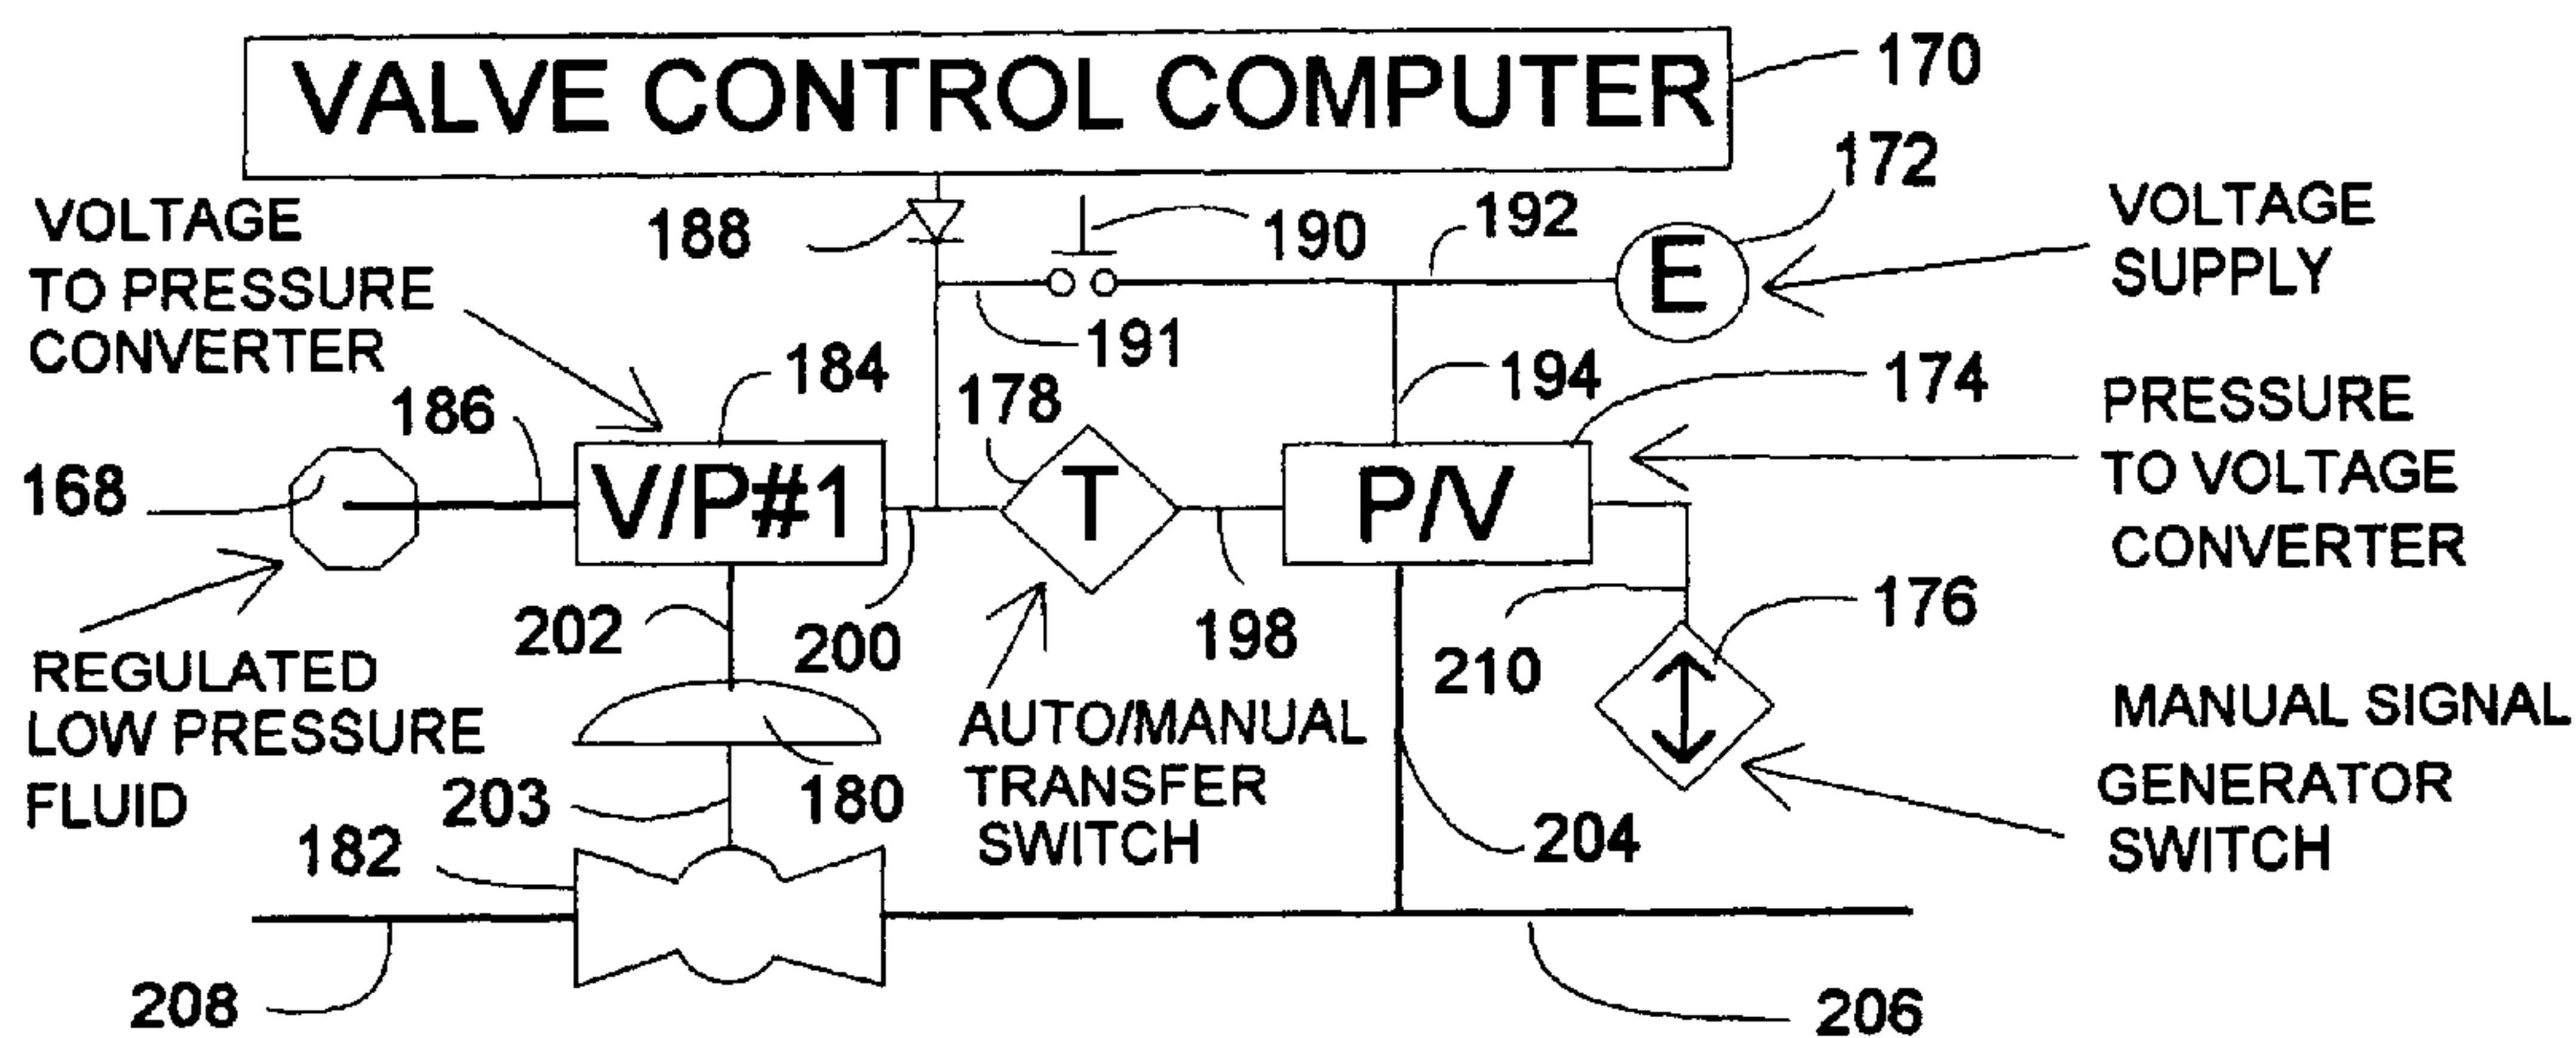 VALVE CONTROL COMPUTER
170
172
VOLTAGE
TO PRESSURE
CONVERTER
188
190
192
E
VOLTAGE
SUPPLY
191
184
178
194
174
186
168
V/P#1
T
P/V
PRESSURE
TO VOLTAGE
CONVERTER
202
200
198
210
176
REGULATED
LOW PRESSURE
FLUID
AUTO/MANUAL
TRANSFER
SWITCH
MANUAL SIGNAL
GENERATOR
SWITCH
203
180
182
204
208
206